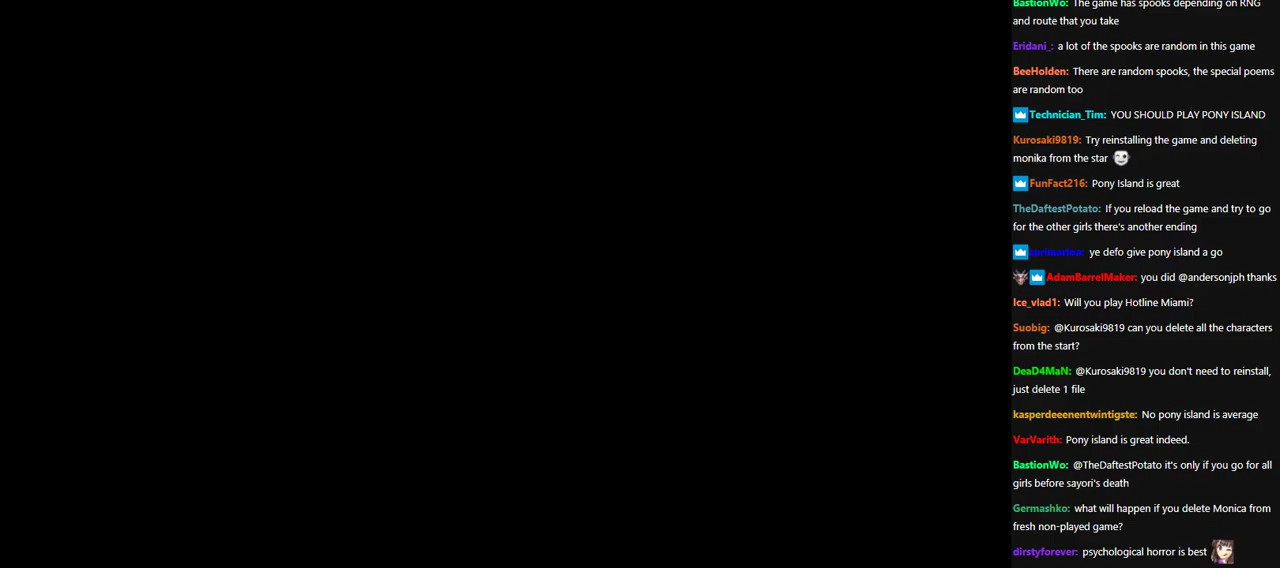 BastionWo: The game has spooks depending on RNG
and route that you take
Eridani_: a lot of the spooks are random in this game
BeeHolden: There are random spooks, the special poems
are random too
Technician_Tim: YOU SHOULD PLAY PONY ISLAND
Kurosaki9819: Try reinstalling the game and deleting
monika from the star
FunFact216: Pony Island is great
TheDaftestPotato: If you reload the game and try to go
for the other girls there's another ending
ye defo give pony island a go
AdamBarrelMaker: you did @andersonjph thanks
Ice_vlad1: Will you play Hotline Miami?
Suobig: @Kurosaki9819 can you delete all the characters
from the start?
DeaD4MaN: @Kurosaki9819 you don't need to reinstall,
just delete 1 file
kasperdeeenentwintigste: No pony island is average
VarVarith: Pony island is great indeed.
BastionWo: @TheDaftestPotato it's only if you go for all
girls before sayori's death
Germashko: what will happen if you delete Monica from
fresh non-played game?
dirstyforever: psychological horror is best